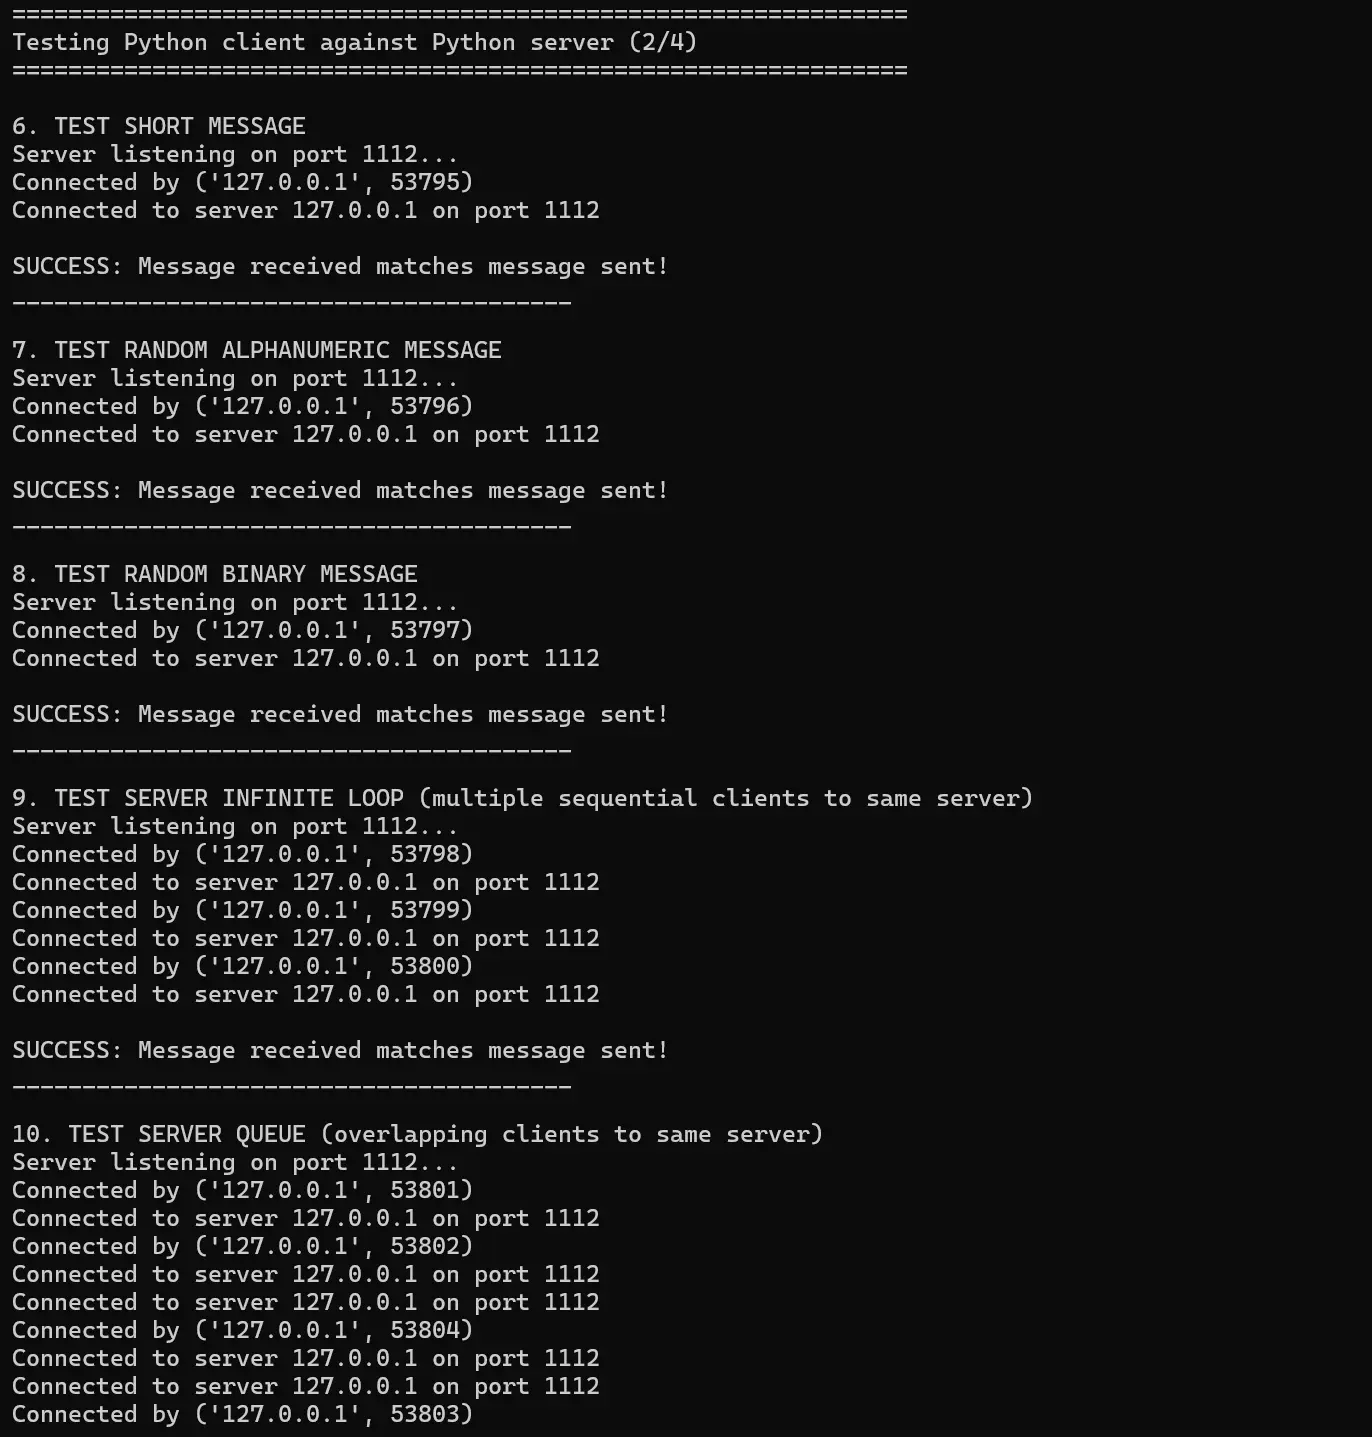 ================================================================
Testing Python client against Python server (2/4)
================================================================
6. TEST SHORT MESSAGE
Server listening on port 1112...
Connected by ('127.0.0.1', 53795)
Connected to server 127.0.0.1 on port 1112
SUCCESS: Message received matches message sent!
________________________________________
7. TEST RANDOM ALPHANUMERIC MESSAGE
Server listening on port 1112...
Connected by ('127.0.0.1', 53796)
Connected to server 127.0.0.1 on port 1112
SUCCESS: Message received matches message sent!
________________________________________
8. TEST RANDOM BINARY MESSAGE
Server listening on port 1112...
Connected by ('127.0.0.1', 53797)
Connected to server 127.0.0.1 on port 1112
SUCCESS: Message received matches message sent!
________________________________________
9. TEST SERVER INFINITE LOOP (multiple sequential clients to same server)
Server listening on port 1112...
Connected by ('127.0.0.1', 53798)
Connected to server 127.0.0.1 on port 1112
Connected by ('127.0.0.1', 53799)
Connected to server 127.0.0.1 on port 1112
Connected by ('127.0.0.1', 53800)
Connected to server 127.0.0.1 on port 1112
SUCCESS: Message received matches message sent!
________________________________________
10. TEST SERVER QUEUE (overlapping clients to same server)
Server listening on port 1112...
Connected by ('127.0.0.1', 53801)
Connected to server 127.0.0.1 on port 1112
Connected by ('127.0.0.1', 53802)
Connected to server 127.0.0.1 on port 1112
Connected to server 127.0.0.1 on port 1112
Connected by ('127.0.0.1', 53804)
Connected to server 127.0.0.1 on port 1112
Connected to server 127.0.0.1 on port 1112
Connected by ('127.0.0.1', 53803)